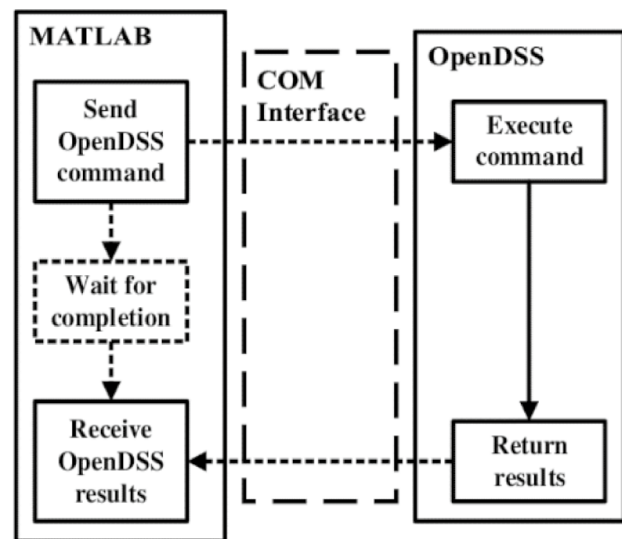 MATLAB
Send
OpenDSS
command
Wait for
completion
Receive
OpenDSS
results
COM
Interface
OpenDSS
Execute
command
Return
results